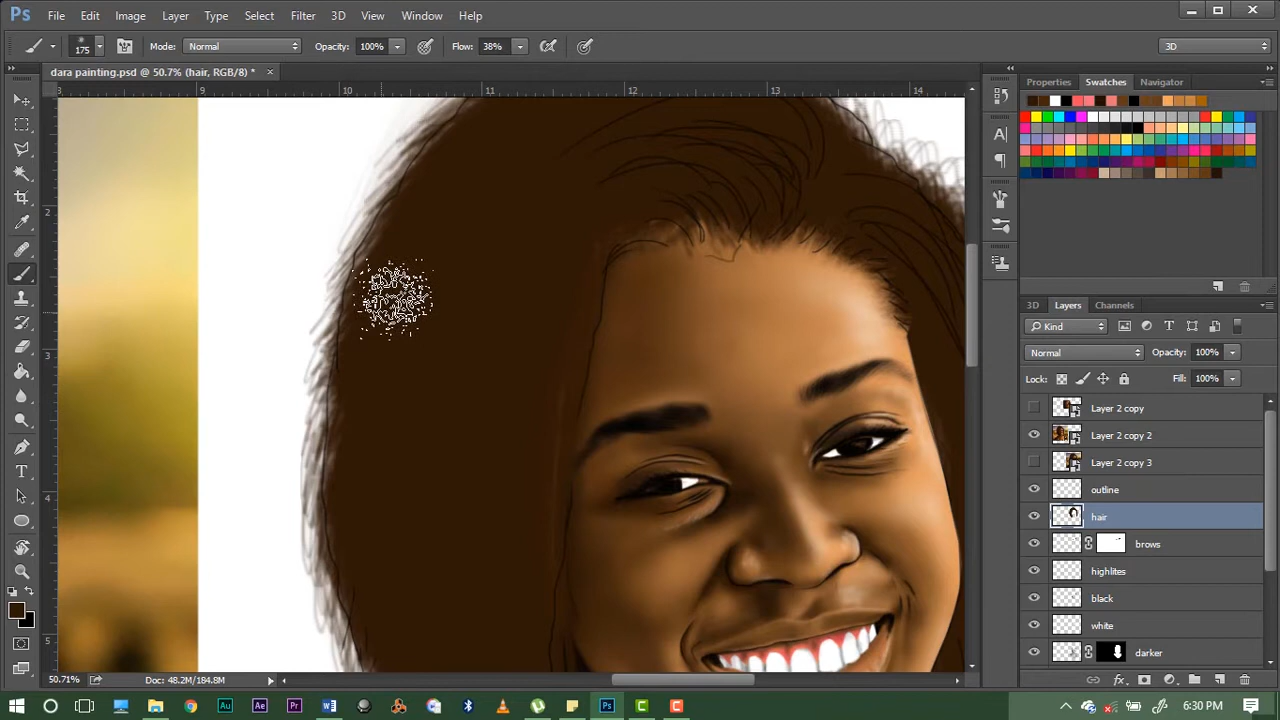 Ps File Edit Image Layer Type Select Filter 3D View Window Help
175 Mode: Normal Opacity: 100% Flow: 38% 3D
dara painting.psd @ 50.7% (hair, RGB/8) * ×
Properties Swatches Navigator
9 10 11 12 13 14
2
3
4
5
3D Layers Channels
Kind
Normal Opacity: 100%
Lock: Fill: 100%
Layer 2 copy
Layer 2 copy 2
Layer 2 copy 3
outline
hair
brows
highlites
black
white
darker
50.71% Doc: 48.2M/184.8M
Au Ae Pr Ps 6:30 PM